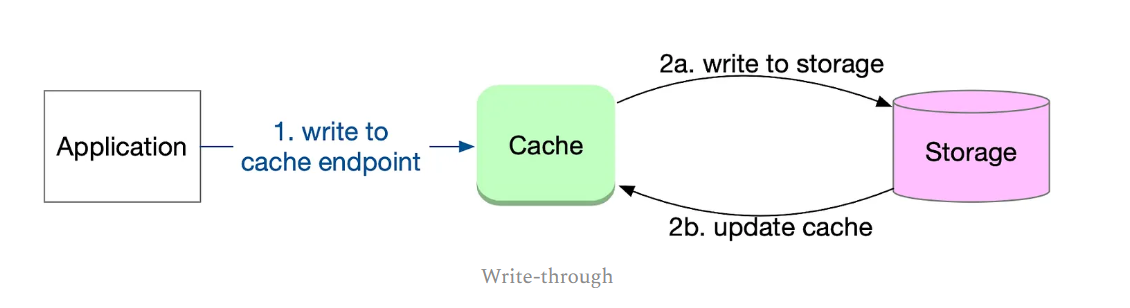 2a. write to storage
Application
1. write to
cache endpoint
Cache
Storage
2b. update cache
Write-through